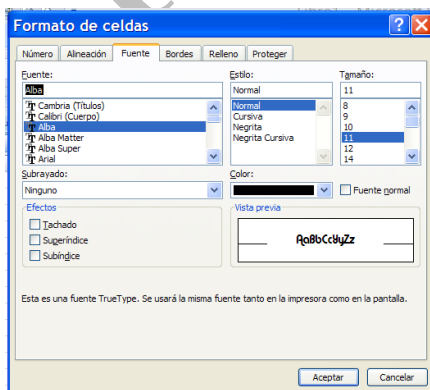 Formato de celdas
Número Alineación Fuente Bordes Relleno Proteger
Fuente: Estilo: Tamaño:
Alba Normal 11
Cambria (Títulos) Normal 8
Calibri (Cuerpo) Cursiva 9
Alba Negrita 10
Alba Matter Negrita Cursiva 11
Alba Super 12
Arial 14
Subrayado: Color:
Ninguno Fuente normal
Efectos Vista previa
Tachado
Superíndice AaBbCcYyZz
Subíndice
Esta es una fuente TrueType. Se usará la misma fuente tanto en la impresora como en la pantalla.
Aceptar Cancelar